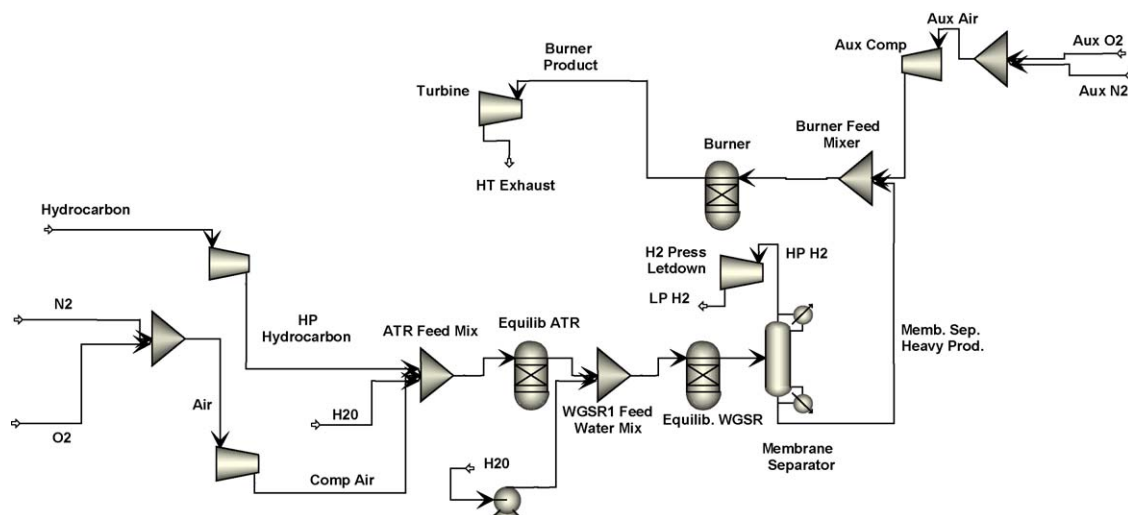 Aux Air
Aux Comp
Aux O2
Aux N2
Burner
Product
Turbine
Burner Feed
Mixer
Burner
HT Exhaust
Hydrocarbon
H2 Press
Letdown
HP H2
LP H2
N2
HP
Hydrocarbon
ATR Feed Mix
Equilib ATR
Memb. Sep.
Heavy Prod.
Air
H20
WGSR1 Feed
Water Mix
Equilib. WGSR
O2
Membrane
Separator
Comp Air
H20